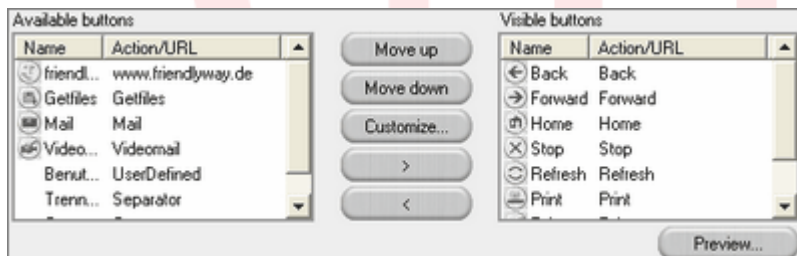 Available buttons
Name Action/URL
friendl... www.friendlyway.de
Getfiles Getfiles
Mail Mail
Video... Videomail
Benut... UserDefined
Trenn... Separator
Move up
Move down
Customize...
>
<
Visible buttons
Name Action/URL
Back Back
Forward Forward
Home Home
Stop Stop
Refresh Refresh
Print Print
Preview...